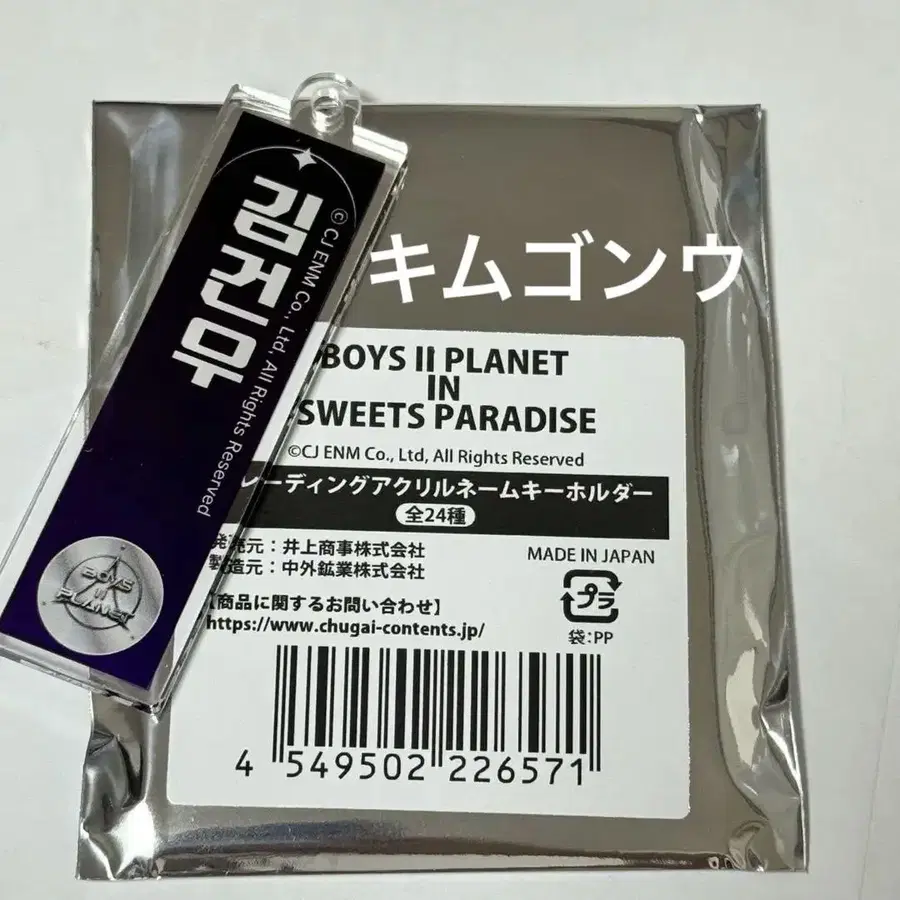 김건우
©CJ ENM Co., Ltd, All Rights Reserved
BOYS
II
PLANET
キムゴンウ
BOYS II PLANET
IN
SWEETS PARADISE
©CJ ENM Co., Ltd, All Rights Reserved
レーディングアクリルネームキーホルダー
全24種
発売元：井上商事株式会社
製造元：中外鉱業株式会社
MADE IN JAPAN
プラ
袋:PP
【商品に関するお問い合わせ】
https://www.chugai-contents.jp/
4 549502 226571